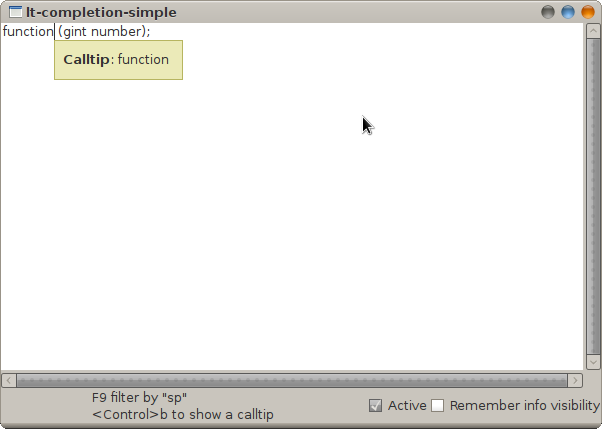 lt-completion-simple
function (gint number);
Calltip: function
F9 filter by "sp"
<Control>b to show a calltip
Active
Remember info visibility